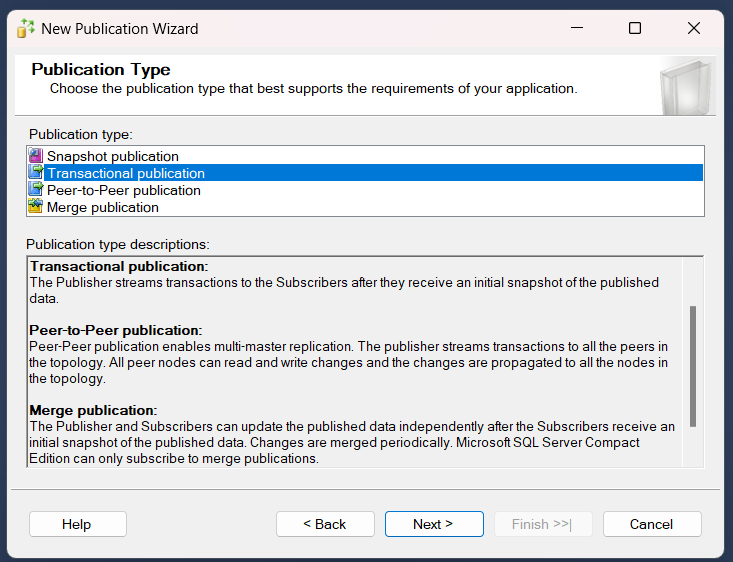 New Publication Wizard
Publication Type
Choose the publication type that best supports the requirements of your application.
Publication type:
Snapshot publication
Transactional publication
Peer-to-Peer publication
Merge publication
Publication type descriptions:
Transactional publication:
The Publisher streams transactions to the Subscribers after they receive an initial snapshot of the published
data.
Peer-to-Peer publication:
Peer-Peer publication enables multi-master replication. The publisher streams transactions to all the peers in
the topology. All peer nodes can read and write changes and the changes are propagated to all the nodes in
the topology.
Merge publication:
The Publisher and Subscribers can update the published data independently after the Subscribers receive an
initial snapshot of the published data. Changes are merged periodically. Microsoft SQL Server Compact
Edition can only subscribe to merge publications.
Help
< Back
Next >
Finish >>|
Cancel